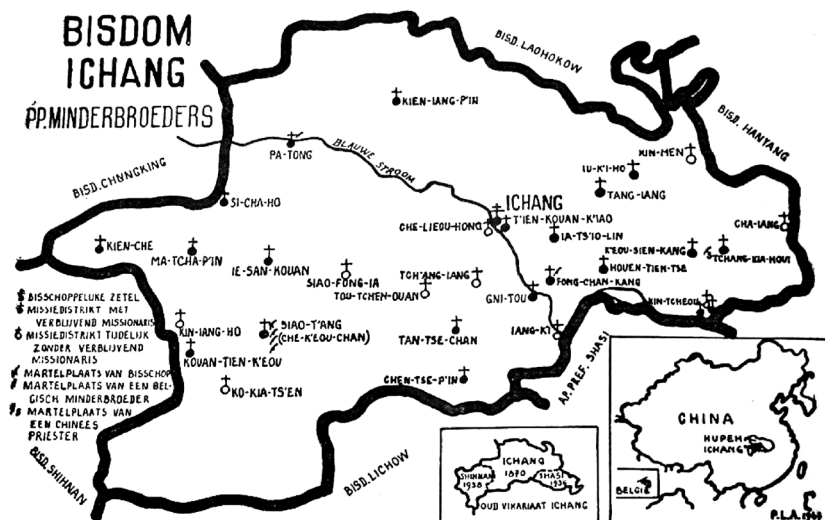 BISDOM
ICHANG
P.P. MINDERBROEDERS
BISD. LAOHOKOW
BISD. HANYANG
BISD. CHUNGKING
KIEN-IANG-P'IN
PA-TONG
BLAUWE STROOM
KIN-MEN
IU-K'I-HO
TANG-IANG
SI-CHA-HO
ICHANG
T'IEN-KOUAN-K'IAO
CHE-LIEOU-HONG
CHA-IANG
IA-TS'IO-LIN
KIEN-CHE
MA-TCHA-P'IN
IE-SAN-KOUAN
K'EOU-SIEN-KANG
TCHANG-KIA-HOUI
HOUEN-TIEN-TSE
SIAO-FONG-IA
TCH'ANG-IANG
TOU-TCHEN-OUAN
FONG-CHAN-KANG
GNI-TOU
KIN-TCHEOU
BISSCHOPPELIJKE ZETEL
MISSIEDISTRIKT MET
VERBLIJVEND MISSIONARIS
MISSIEDISTRIKT TIJDELIJK
ZONDER VERBLIJVEND
MISSIONARIS
MARTELPLAATS VAN BISSCHOP
MARTELPLAATS VAN EEN BEL-
GISCH MINDERBROEDER
MARTELPLAATS VAN
EEN CHINEES
PRIESTER
KIN-IANG-HO
SIAO-T'ANG
(CHE-K'EOU-CHAN)
TAN-TSE-CHAN
IANG-K'I
KOUAN-TIEN-K'EOU
KO-KIA-TS'EN
CHEN-TSE-P'IN
AP. PREF. SHASI
BISD. SHIHNAN
BISD. LICHOW
ICHANG
1870
SHIHNAN
1938
SHASI
1936
OUD VIKARIAAT ICHANG
CHINA
HUPEH
ICHANG
BELGIE